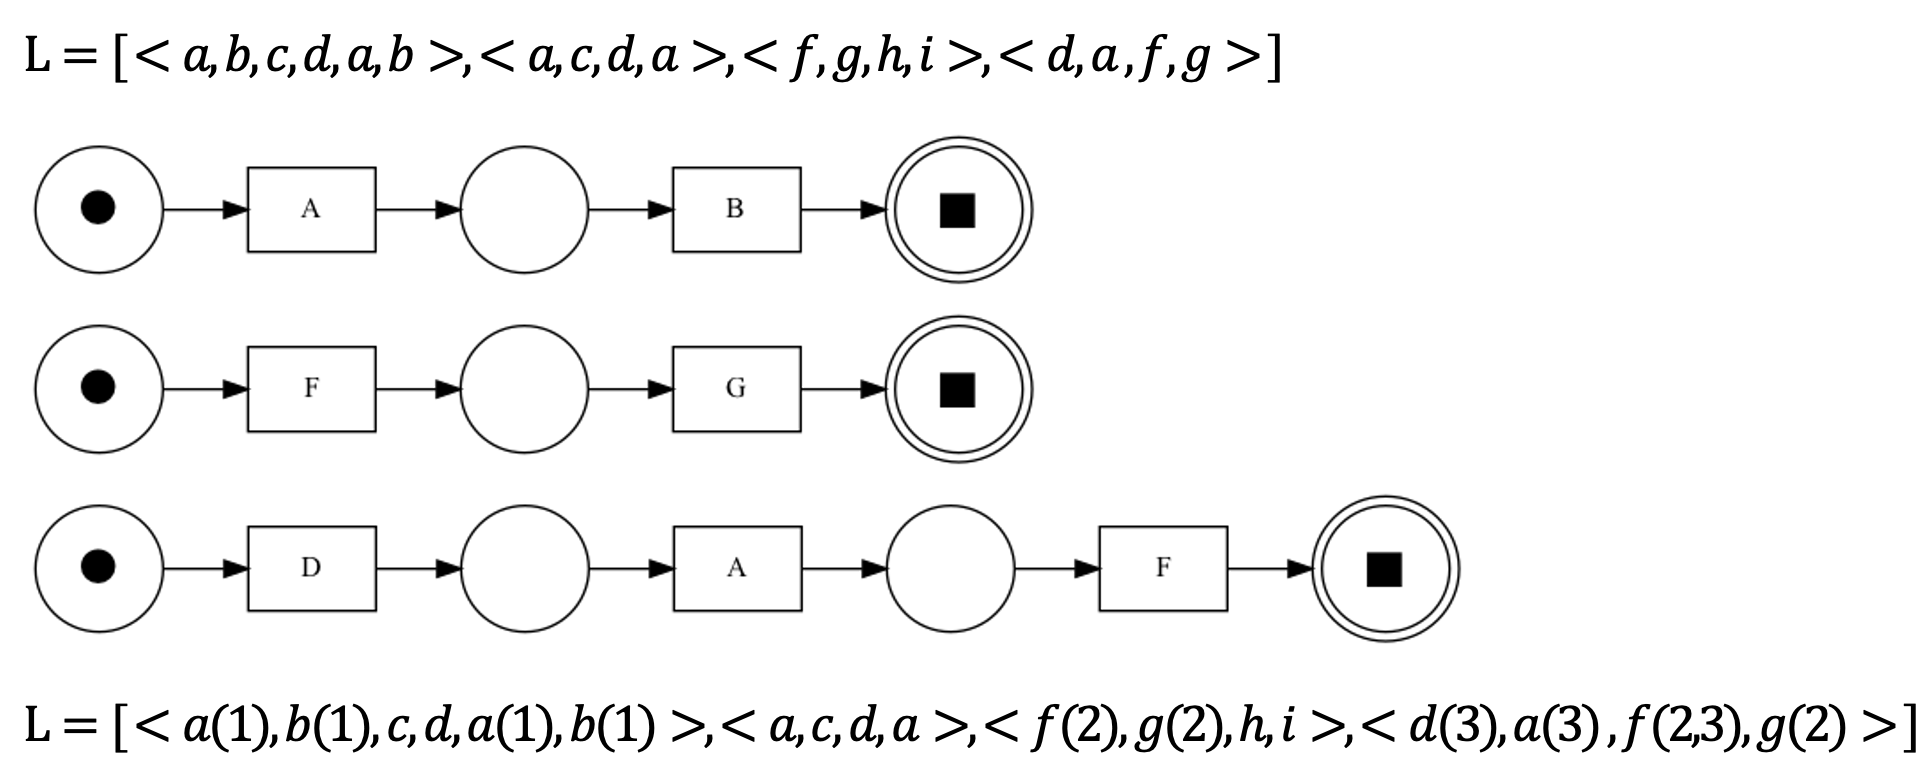 L = [< a, b, c, d, a, b >, < a, c, d, a >, < f, g, h, i >, < d, a, f, g >]
A B
F G
D A F
L = [< a(1), b(1), c, d, a(1), b(1) >, < a, c, d, a >, < f(2), g(2), h, i >, < d(3), a(3), f(2,3), g(2) >]